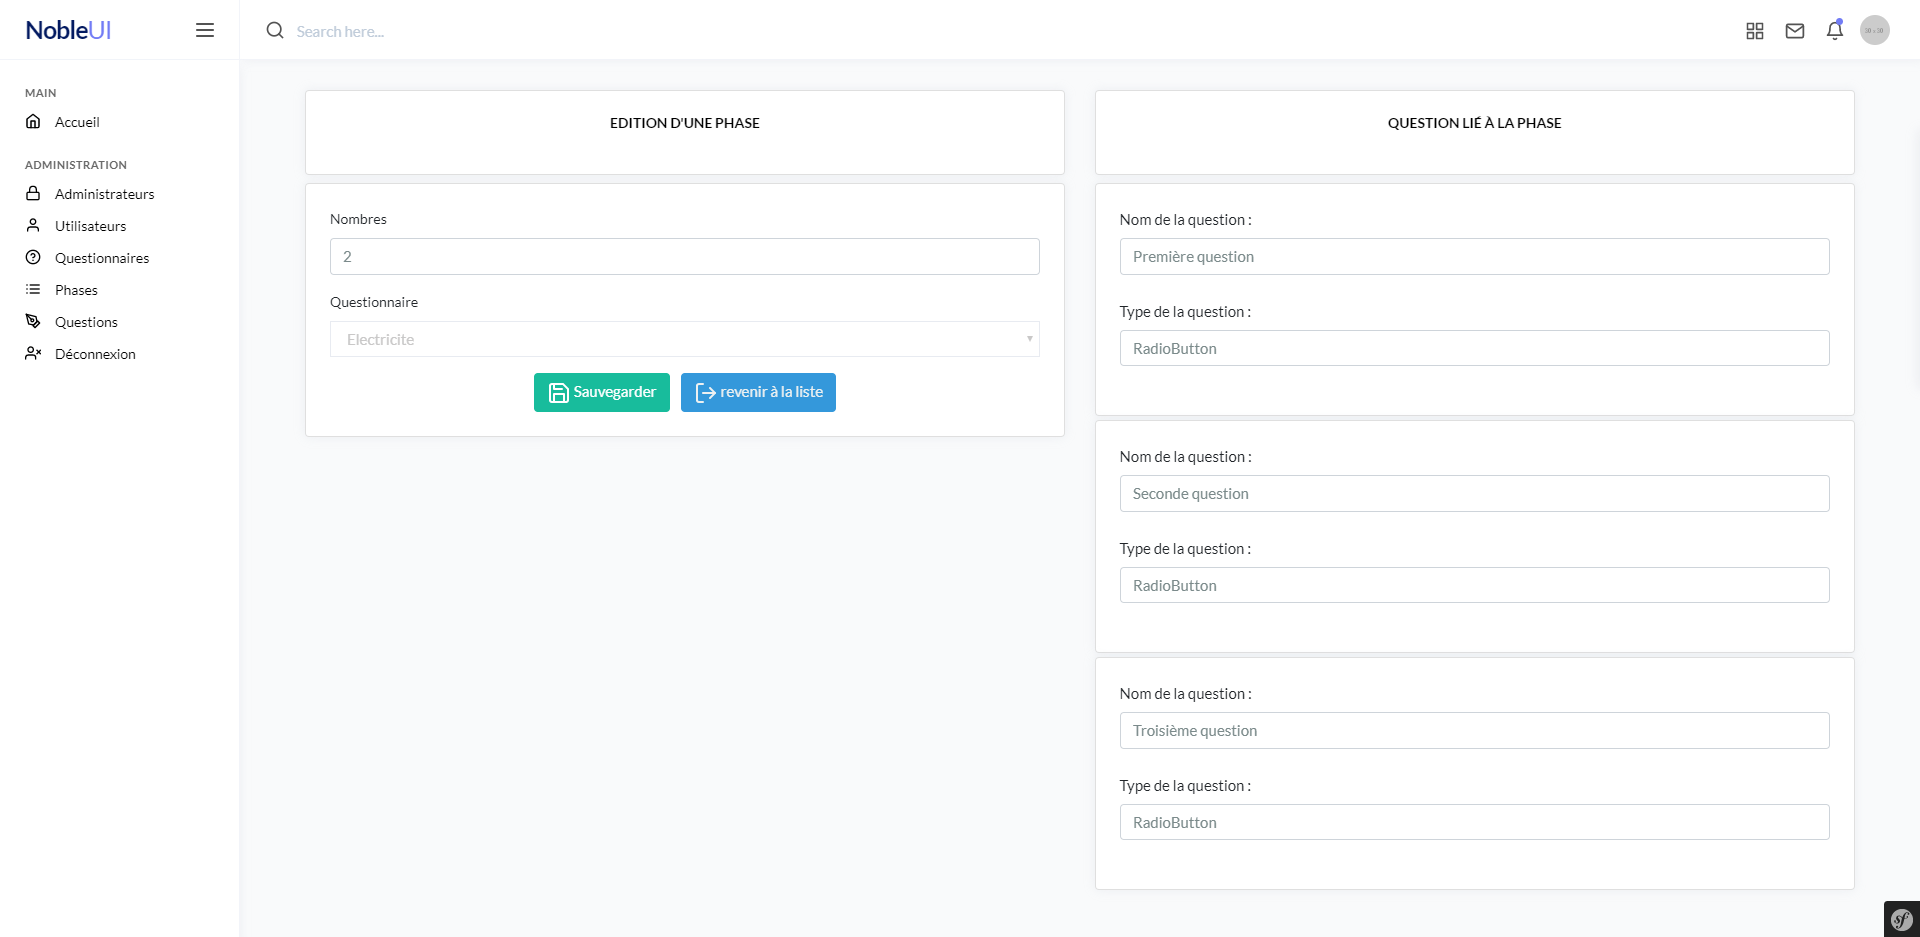 NobleUI
Search here...
MAIN
Accueil
ADMINISTRATION
Administrateurs
Utilisateurs
Questionnaires
Phases
Questions
Déconnexion
EDITION D'UNE PHASE
Nombres
2
Questionnaire
Electricite
Sauvegarder
revenir à la liste
QUESTION LIÉ À LA PHASE
Nom de la question :
Première question
Type de la question :
RadioButton
Nom de la question :
Seconde question
Type de la question :
RadioButton
Nom de la question :
Troisième question
Type de la question :
RadioButton
sf